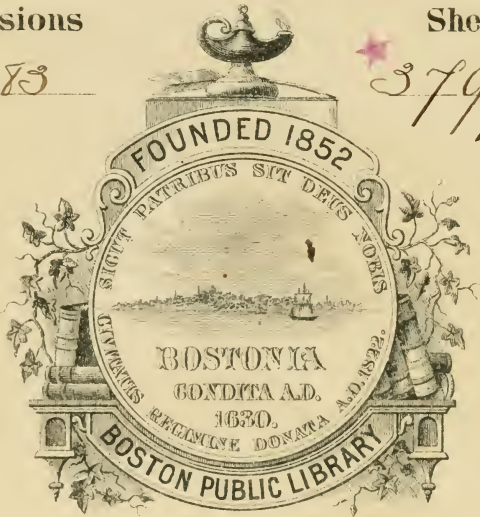 sions She
83 379
FOUNDED 1852
SICUT PATRIBUS SIT DEUS NOBIS
BOSTONIA
CONDITA A.D.
1630.
CIVITATIS REGIMINE DONATA A.D. 1822.
BOSTON PUBLIC LIBRARY